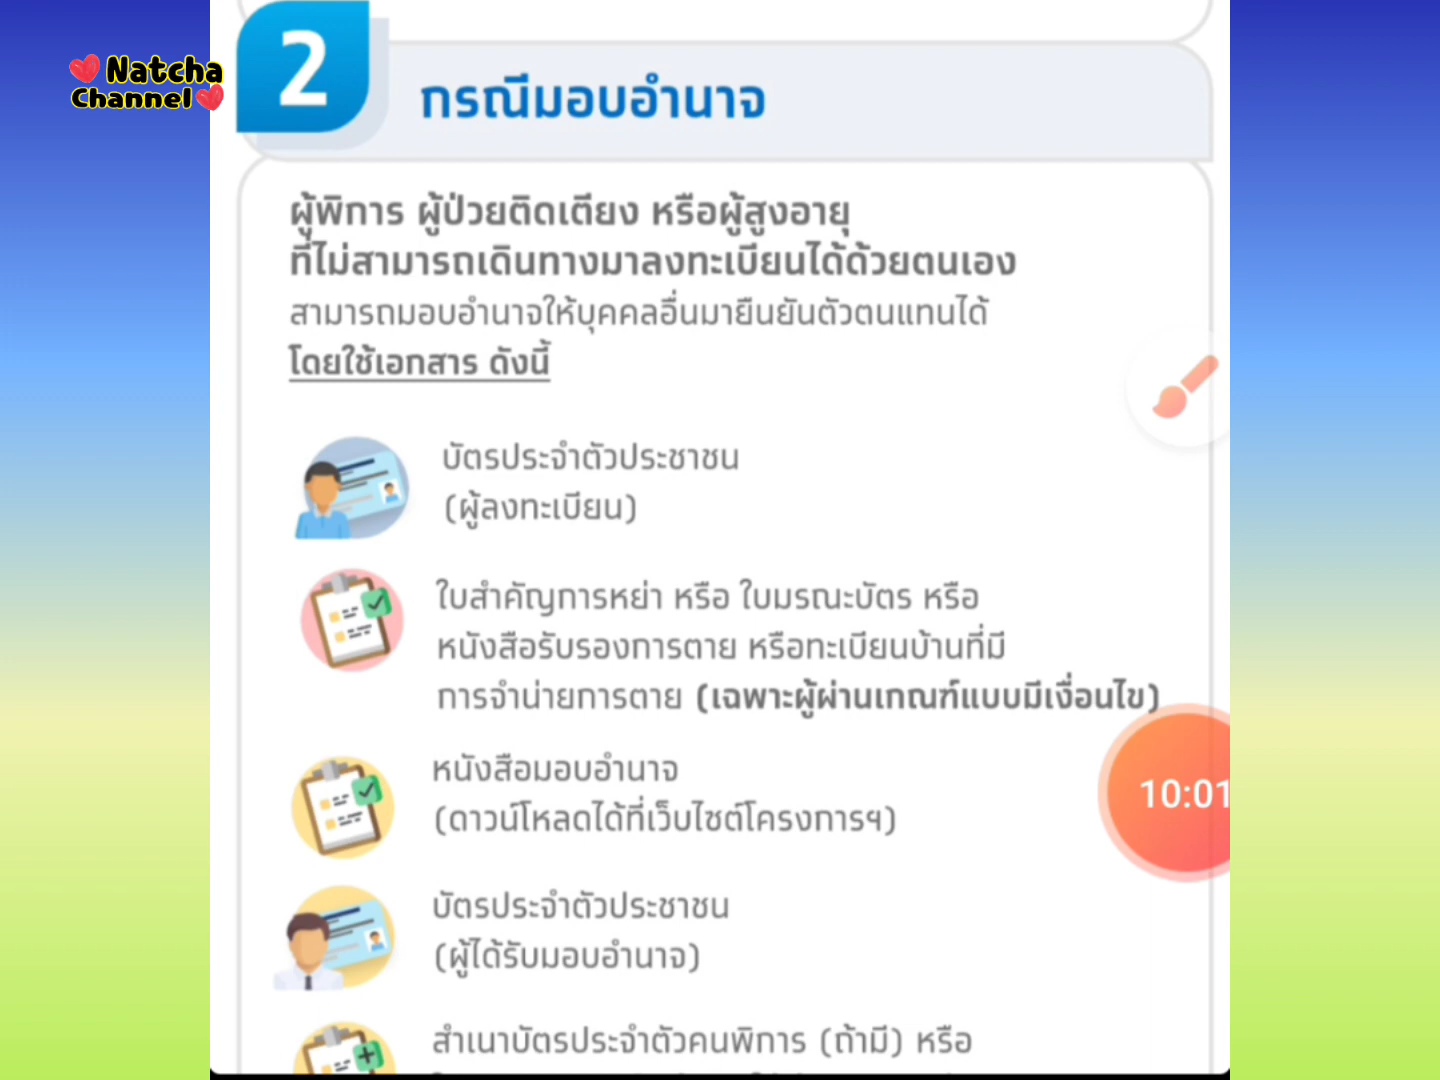 Natcha
Channel
2
กรณีมอบอำนาจ
ผู้พิการ ผู้ป่วยติดเตียง หรือผู้สูงอายุ
ที่ไม่สามารถเดินทางมาลงทะเบียนได้ด้วยตนเอง
สามารถมอบอำนาจให้บุคคลอื่นมายืนยันตัวตนแทนได้
โดยใช้เอกสาร ดังนี้
บัตรประจำตัวประชาชน
(ผู้ลงทะเบียน)
ใบสำคัญการหย่า หรือ ใบมรณะบัตร หรือ
หนังสือรับรองการตาย หรือทะเบียนบ้านที่มี
การจำน่ายการตาย (เฉพาะผู้ผ่านเกณฑ์แบบมีเงื่อนไข)
หนังสือมอบอำนาจ
(ดาวน์โหลดได้ที่เว็บไซต์โครงการฯ)
10:01
บัตรประจำตัวประชาชน
(ผู้ได้รับมอบอำนาจ)
สำเนาบัตรประจำตัวคนพิการ (ถ้ามี) หรือ